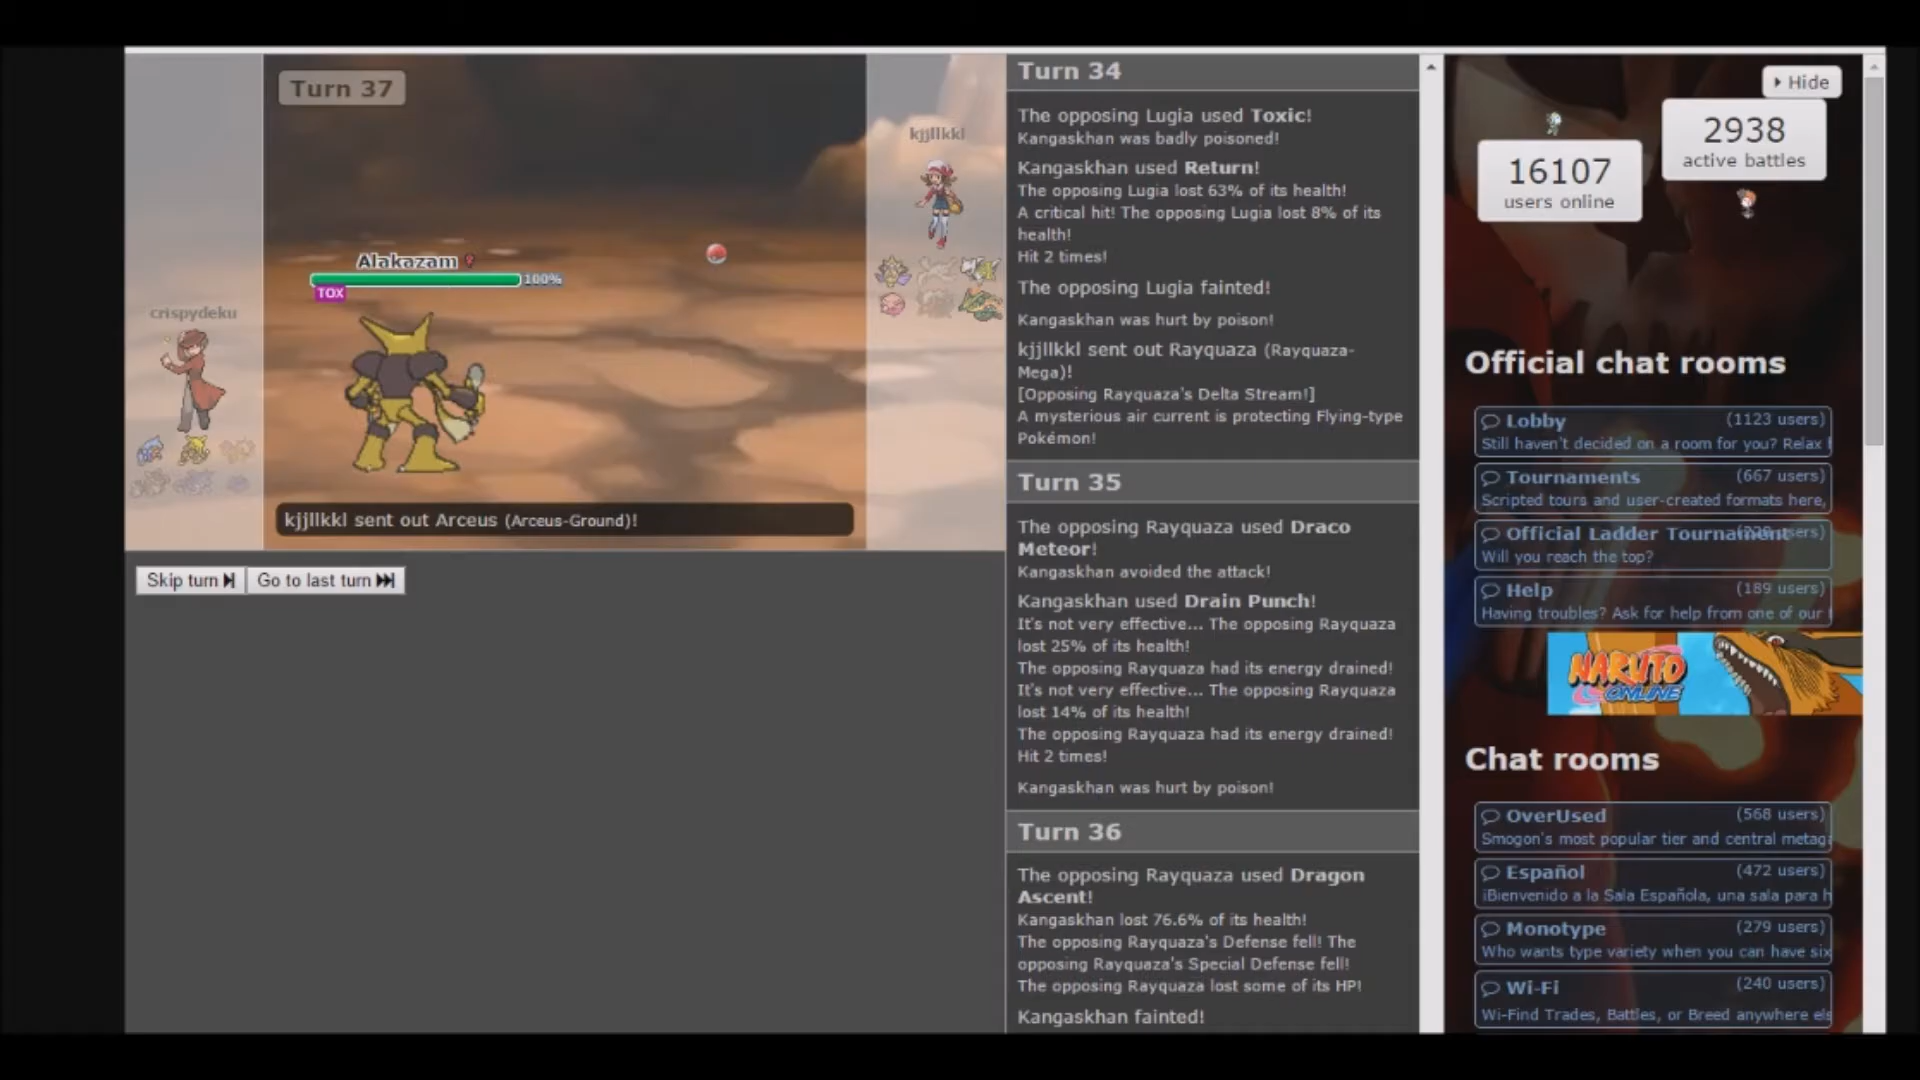 Turn 37
kjjllkkl
Alakazam ♀
100%
TOX
crispydeku
kjjllkkl sent out Arceus (Arceus-Ground)!
Skip turn
Go to last turn
Turn 34
The opposing Lugia used Toxic!
Kangaskhan was badly poisoned!
Kangaskhan used Return!
The opposing Lugia lost 63% of its health!
A critical hit! The opposing Lugia lost 8% of its
health!
Hit 2 times!
The opposing Lugia fainted!
Kangaskhan was hurt by poison!
kjjllkkl sent out Rayquaza (Rayquaza-
Mega)!
[Opposing Rayquaza's Delta Stream!]
A mysterious air current is protecting Flying-type
Pokémon!
Turn 35
The opposing Rayquaza used Draco
Meteor!
Kangaskhan avoided the attack!
Kangaskhan used Drain Punch!
It's not very effective... The opposing Rayquaza
lost 25% of its health!
The opposing Rayquaza had its energy drained!
It's not very effective... The opposing Rayquaza
lost 14% of its health!
The opposing Rayquaza had its energy drained!
Hit 2 times!
Kangaskhan was hurt by poison!
Turn 36
The opposing Rayquaza used Dragon
Ascent!
Kangaskhan lost 76.6% of its health!
The opposing Rayquaza's Defense fell! The
opposing Rayquaza's Special Defense fell!
The opposing Rayquaza lost some of its HP!
Kangaskhan fainted!
Hide
16107
users online
2938
active battles
Official chat rooms
Lobby (1123 users)
Still haven't decided on a room for you? Relax
Tournaments (667 users)
Scripted tours and user-created formats here,
Official Ladder Tournament
Will you reach the top?
Help (189 users)
Having troubles? Ask for help from one of our
NARUTO
ONLINE
Chat rooms
OverUsed (568 users)
Smogon's most popular tier and central metag
Español (472 users)
¡Bienvenido a la Sala Española, una sala para h
Monotype (279 users)
Who wants type variety when you can have six
Wi-Fi (240 users)
Wi-Find Trades, Battles, or Breed anywhere els